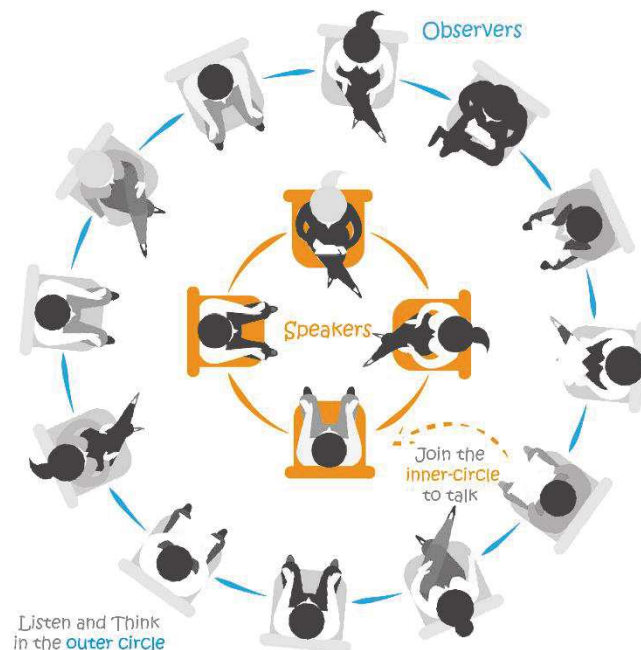 Observers
Speakers
Join the
inner-circle
to talk
Listen and Think
in the outer circle